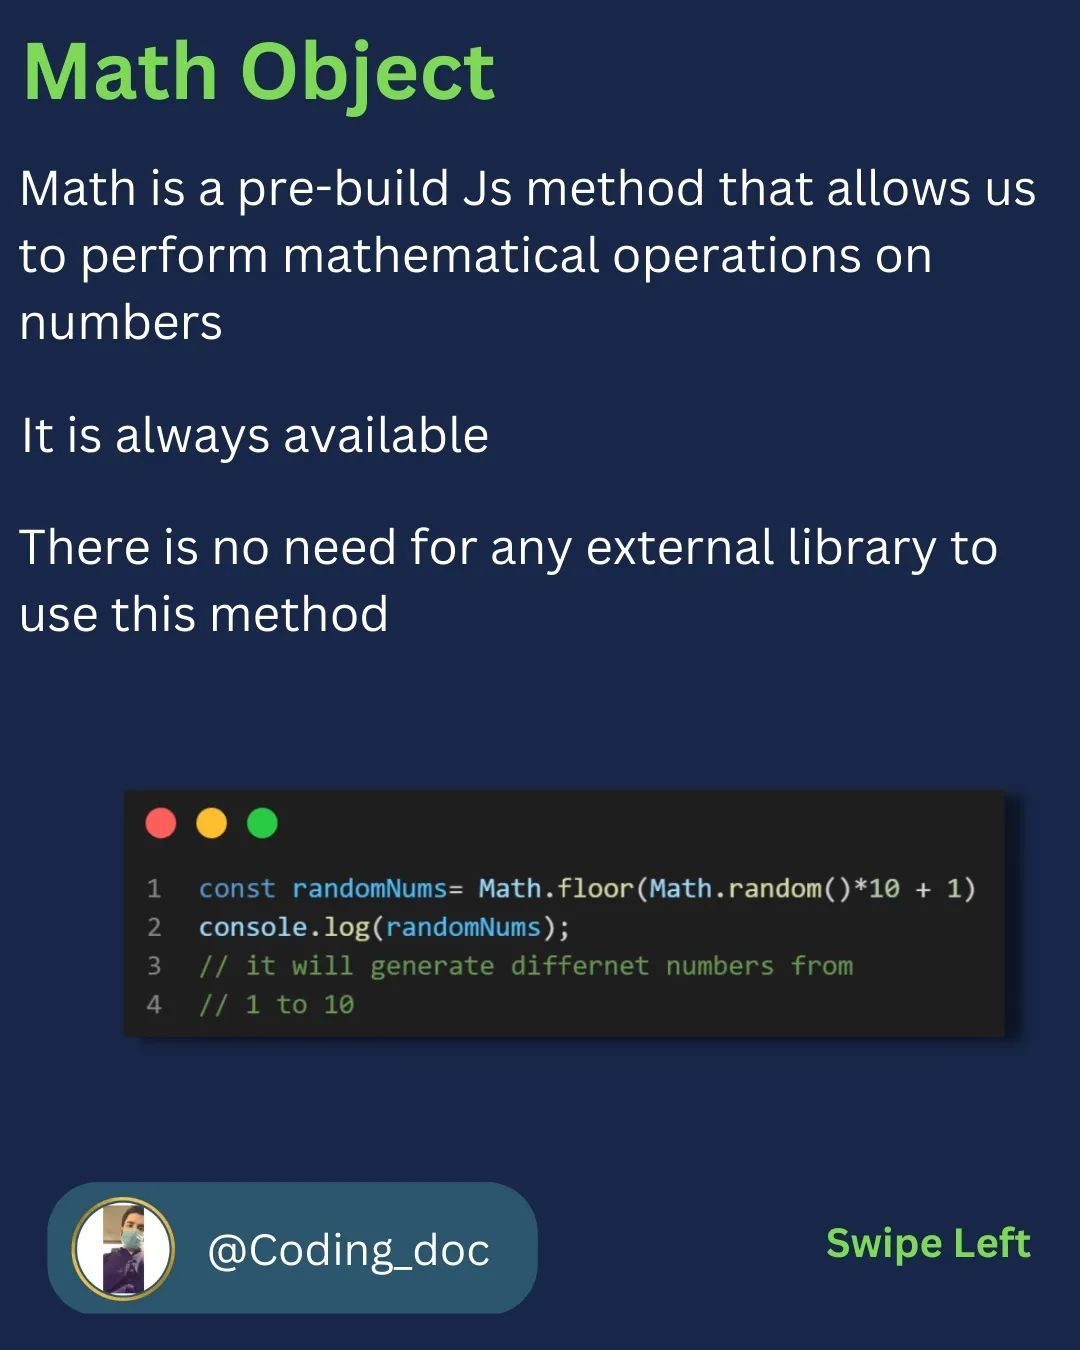 Math Object
Math is a pre-build Js method that allows us
to perform mathematical operations on
numbers
It is always available
There is no need for any external library to
use this method
1 const randomNums= Math.floor(Math.random()*10 + 1)
2 console.log(randomNums);
3 // it will generate differnet numbers from
4 // 1 to 10
@Coding_doc
Swipe Left